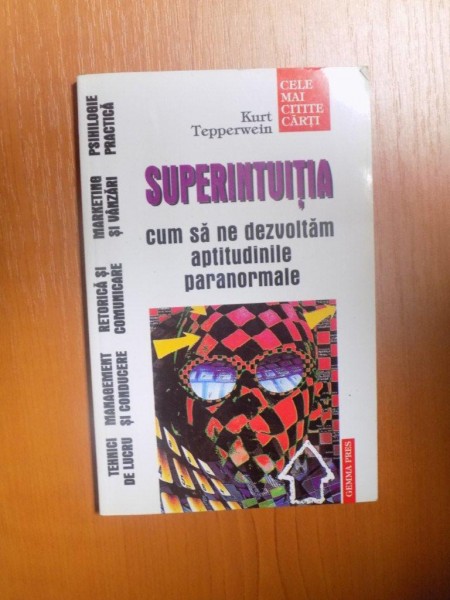 CELE
MAI
CITITE
CĂRȚI
Kurt
Tepperwein
SUPERINTUIȚIA
cum să ne dezvoltăm
aptitudinile
paranormale
PSIHILOGIE
PRACTICĂ
MARKETING
ȘI VÂNZĂRI
RETORICĂ ȘI
COMUNICARE
MANAGEMENT
ȘI CONDUCERE
TEHNICI
DE LUCRU
GEMMA PRES